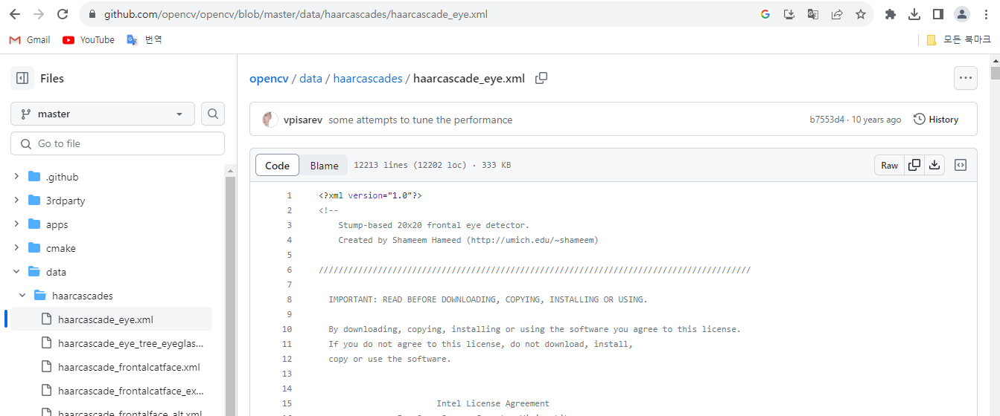 github.com/opencv/opencv/blob/master/data/haarcascades/haarcascade_eye.xml
Gmail YouTube 번역 모든 북마크
Files
master
Go to file
.github
3rdparty
apps
cmake
data
haarcascades
haarcascade_eye.xml
haarcascade_eye_tree_eyeglas...
haarcascade_frontalcatface.xml
haarcascade_frontalcatface_ex...
haarcascade_frontalface_alt.xml
opencv / data / haarcascades / haarcascade_eye.xml
vpisarev some attempts to tune the performance b7553d4 · 10 years ago History
Code Blame 12213 lines (12202 loc) · 333 KB Raw
1 <?xml version="1.0"?>
2 <!--
3 Stump-based 20x20 frontal eye detector.
4 Created by Shameem Hameed (http://umich.edu/~shameem)
5
6 ////////////////////////////////////////////////////////////////////////////////////////
7
8 IMPORTANT: READ BEFORE DOWNLOADING, COPYING, INSTALLING OR USING.
9
10 By downloading, copying, installing or using the software you agree to this license.
11 If you do not agree to this license, do not download, install,
12 copy or use the software.
13
14
15 Intel License Agreement